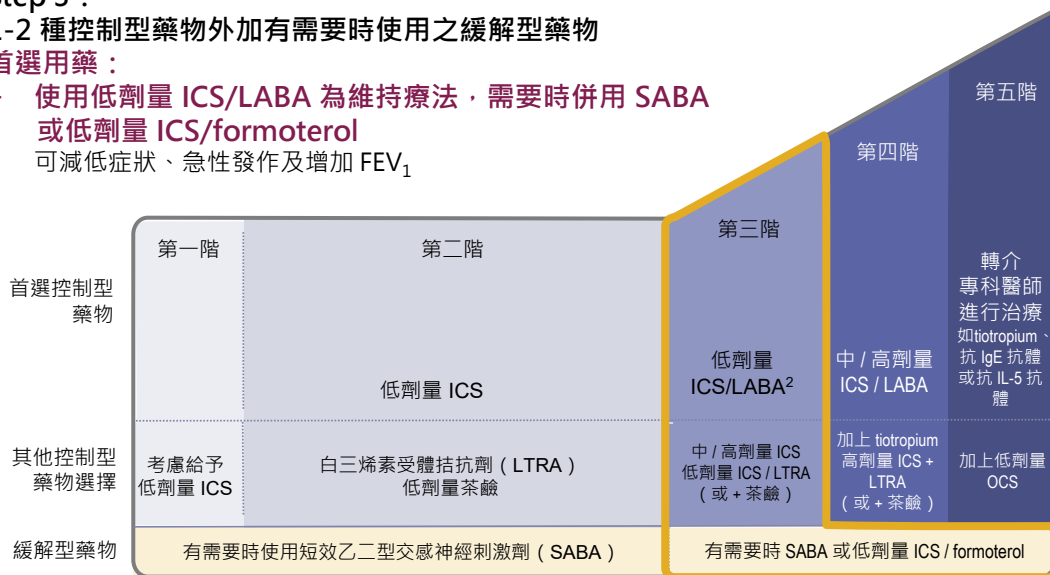 1-2 種控制型藥物外加有需要時使用之緩解型藥物
首選用藥：
使用低劑量 ICS/LABA 為維持療法，需要時併用 SABA
或低劑量 ICS/formoterol
可減低症狀、急性發作及增加 FEV₁
第一階
第二階
第三階
第四階
第五階
首選控制型
藥物
低劑量 ICS
低劑量
ICS/LABA²
中 / 高劑量
ICS / LABA
轉介
專科醫師
進行治療
如tiotropium、
抗 IgE 抗體
或抗 IL-5 抗
體
其他控制型
藥物選擇
考慮給予
低劑量 ICS
白三烯素受體拮抗劑（LTRA）
低劑量茶鹼
中 / 高劑量 ICS
低劑量 ICS / LTRA
（或 + 茶鹼）
加上 tiotropium
高劑量 ICS +
LTRA
（或 + 茶鹼）
加上低劑量
OCS
緩解型藥物
有需要時使用短效乙二型交感神經刺激劑（SABA）
有需要時 SABA 或低劑量 ICS / formoterol